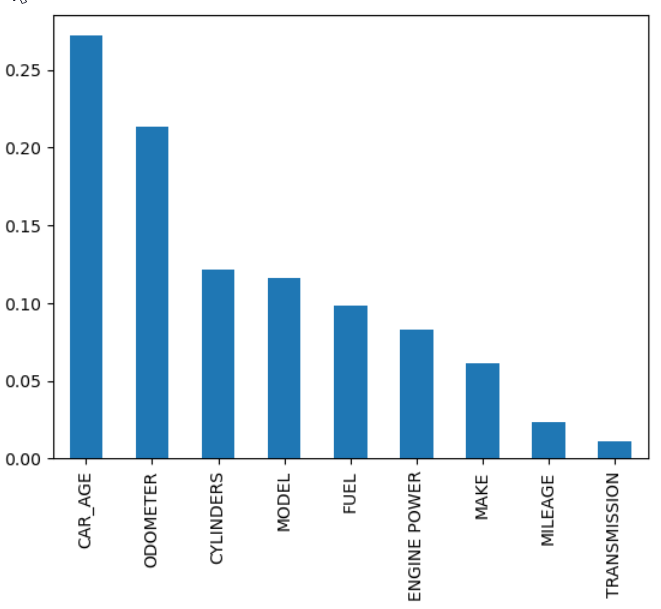 0.25
0.20
0.15
0.10
0.05
0.00
CAR_AGE
ODOMETER
CYLINDERS
MODEL
FUEL
ENGINE POWER
MAKE
MILEAGE
TRANSMISSION